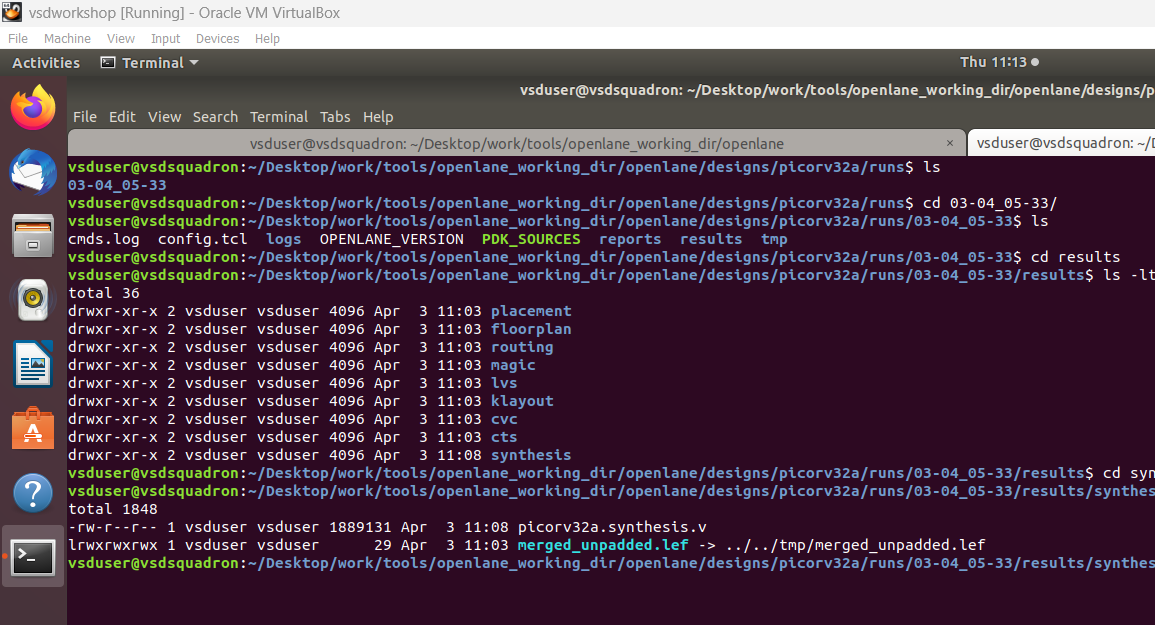 vsdworkshop [Running] - Oracle VM VirtualBox
File Machine View Input Devices Help
Activities Terminal Thu 11:13
vsduser@vsdsquadron: ~/Desktop/work/tools/openlane_working_dir/openlane/designs/p
File Edit View Search Terminal Tabs Help
vsduser@vsdsquadron: ~/Desktop/work/tools/openlane_working_dir/openlane × vsduser@vsdsquadron: ~/D
vsduser@vsdsquadron:~/Desktop/work/tools/openlane_working_dir/openlane/designs/picorv32a/runs$ ls
03-04_05-33
vsduser@vsdsquadron:~/Desktop/work/tools/openlane_working_dir/openlane/designs/picorv32a/runs$ cd 03-04_05-33/
vsduser@vsdsquadron:~/Desktop/work/tools/openlane_working_dir/openlane/designs/picorv32a/runs/03-04_05-33$ ls
cmds.log config.tcl logs OPENLANE_VERSION PDK_SOURCES reports results tmp
vsduser@vsdsquadron:~/Desktop/work/tools/openlane_working_dir/openlane/designs/picorv32a/runs/03-04_05-33$ cd results
vsduser@vsdsquadron:~/Desktop/work/tools/openlane_working_dir/openlane/designs/picorv32a/runs/03-04_05-33/results$ ls -lt
total 36
drwxr-xr-x 2 vsduser vsduser 4096 Apr  3 11:03 placement
drwxr-xr-x 2 vsduser vsduser 4096 Apr  3 11:03 floorplan
drwxr-xr-x 2 vsduser vsduser 4096 Apr  3 11:03 routing
drwxr-xr-x 2 vsduser vsduser 4096 Apr  3 11:03 magic
drwxr-xr-x 2 vsduser vsduser 4096 Apr  3 11:03 lvs
drwxr-xr-x 2 vsduser vsduser 4096 Apr  3 11:03 klayout
drwxr-xr-x 2 vsduser vsduser 4096 Apr  3 11:03 cvc
drwxr-xr-x 2 vsduser vsduser 4096 Apr  3 11:03 cts
drwxr-xr-x 2 vsduser vsduser 4096 Apr  3 11:08 synthesis
vsduser@vsdsquadron:~/Desktop/work/tools/openlane_working_dir/openlane/designs/picorv32a/runs/03-04_05-33/results$ cd syn
vsduser@vsdsquadron:~/Desktop/work/tools/openlane_working_dir/openlane/designs/picorv32a/runs/03-04_05-33/results/synthes
total 1848
-rw-r--r-- 1 vsduser vsduser 1889131 Apr  3 11:08 picorv32a.synthesis.v
lrwxrwxrwx 1 vsduser vsduser      29 Apr  3 11:03 merged_unpadded.lef -> ../../tmp/merged_unpadded.lef
vsduser@vsdsquadron:~/Desktop/work/tools/openlane_working_dir/openlane/designs/picorv32a/runs/03-04_05-33/results/synthes